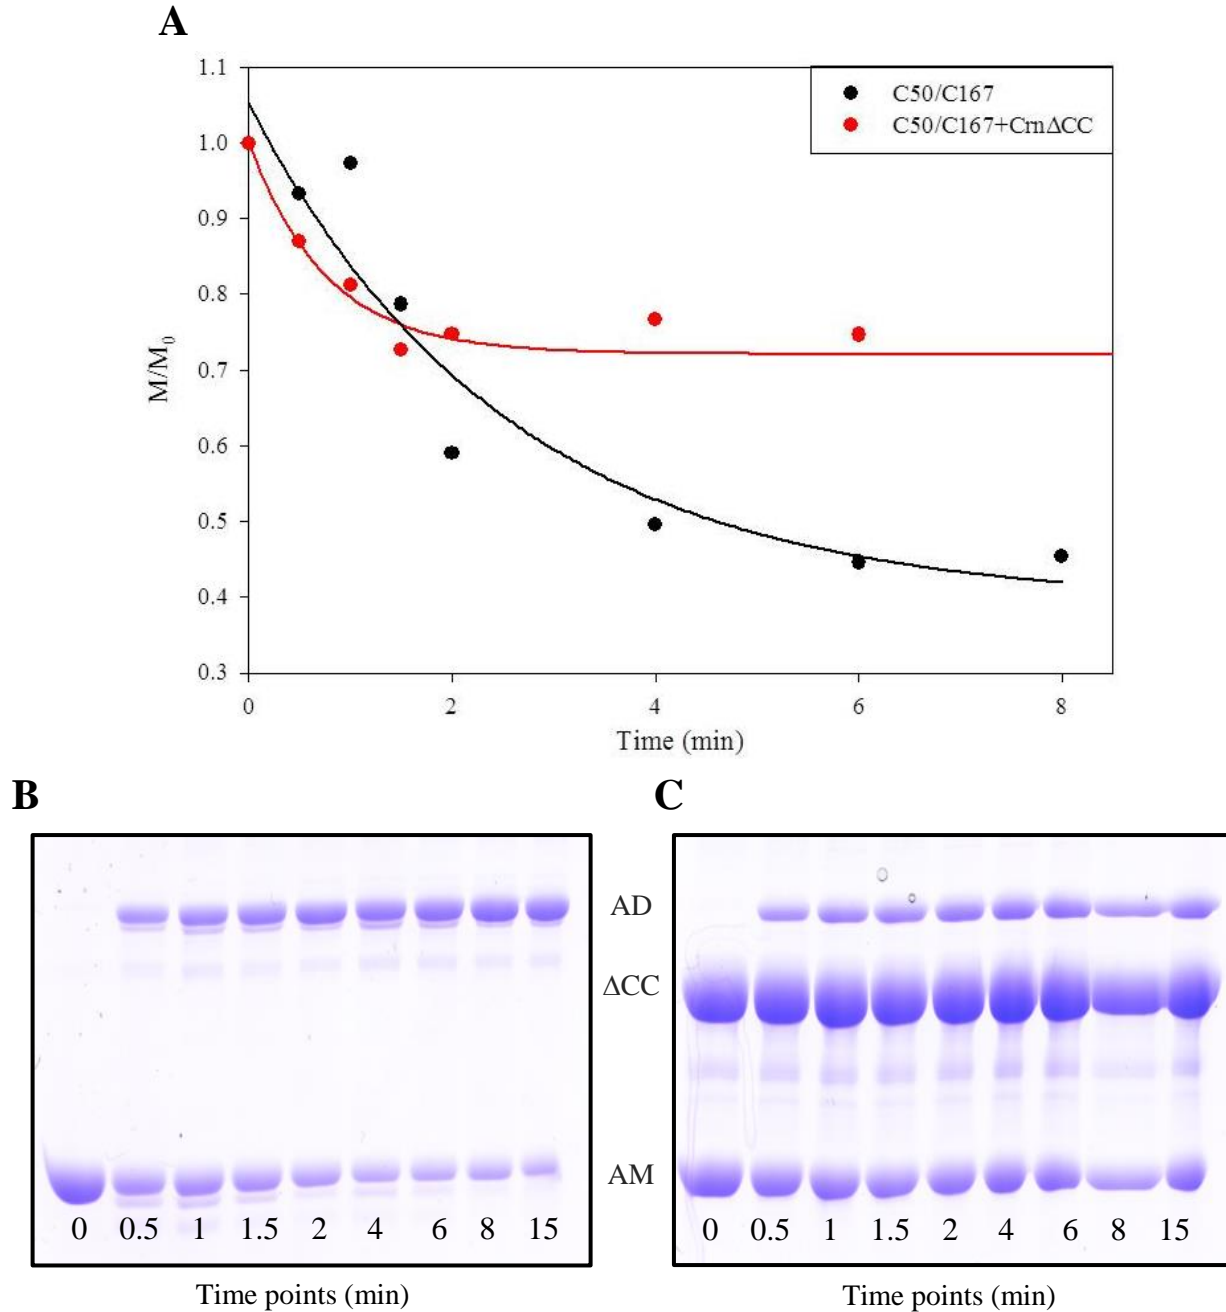 A
1.1
1.0
0.9
0.8
0.7
0.6
0.5
0.4
0.3
M/M0
C50/C167
C50/C167+CrnΔCC
0 2 4 6 8
Time (min)
B
C
AD
ΔCC
AM
0 0.5 1 1.5 2 4 6 8 15
0 0.5 1 1.5 2 4 6 8 15
Time points (min)
Time points (min)